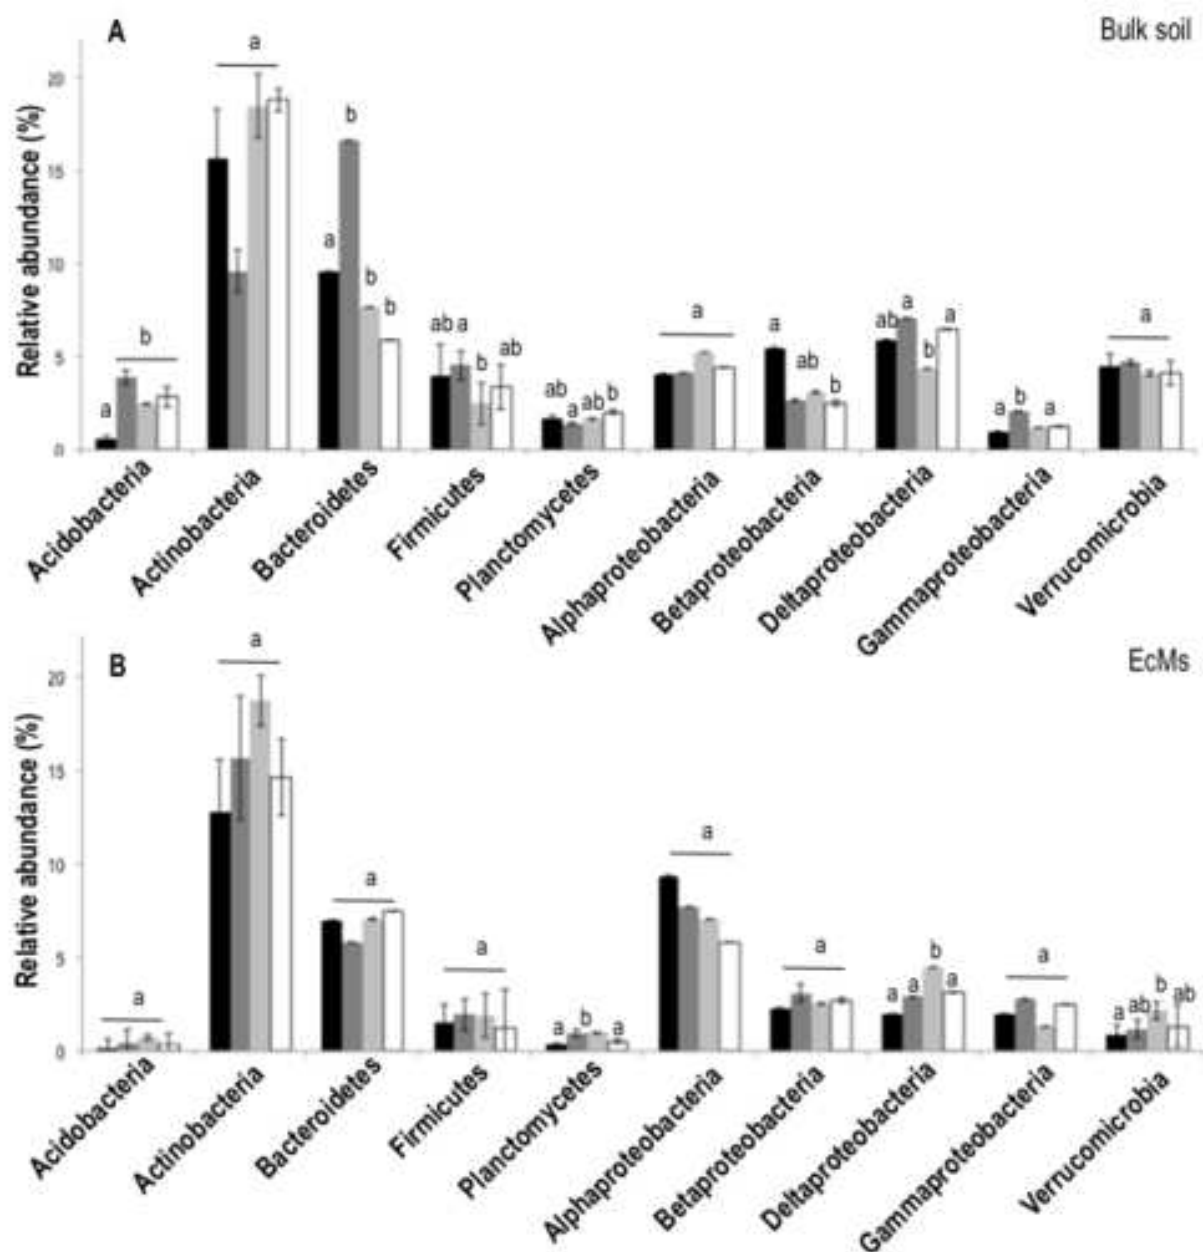 A
Bulk soil
Relative abundance (%)
20
15
10
5
0
a
b
a
a
b
b
b
ab
a
b
ab
ab
a
ab
b
a
a
ab
b
ab
a
b
a
a
b
a
a
Acidobacteria
Actinobacteria
Bacteroidetes
Firmicutes
Planctomycetes
Alphaproteobacteria
Betaproteobacteria
Deltaproteobacteria
Gammaproteobacteria
Verrucomicrobia
B
EcMs
Relative abundance (%)
20
15
10
5
0
a
a
a
a
a
b
a
a
a
a
a
b
a
a
a
ab
b
ab
Acidobacteria
Actinobacteria
Bacteroidetes
Firmicutes
Planctomycetes
Alphaproteobacteria
Betaproteobacteria
Deltaproteobacteria
Gammaproteobacteria
Verrucomicrobia